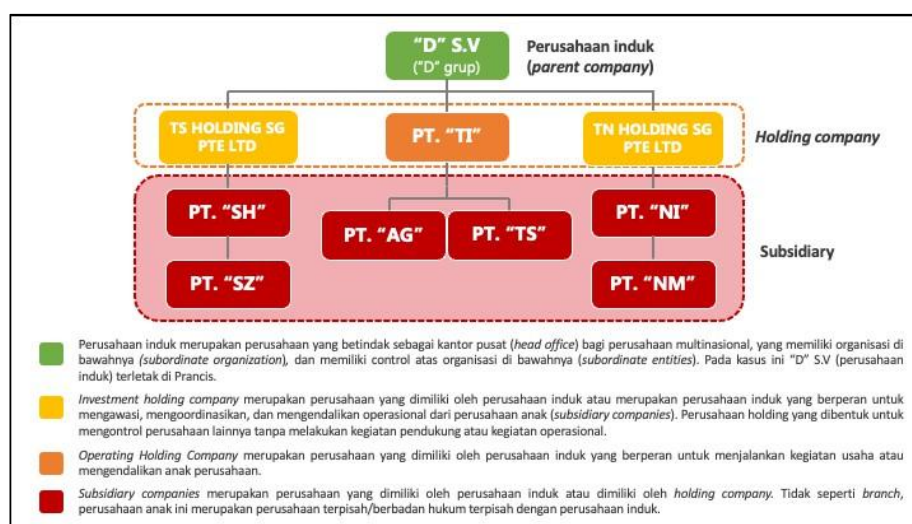 "D" S.V
("D" grup)
Perusahaan induk
(parent company)
TS HOLDING SG
PTE LTD
PT. "TI"
TN HOLDING SG
PTE LTD
Holding company
PT. "SH"
PT. "NI"
PT. "AG"
PT. "TS"
Subsidiary
PT. "SZ"
PT. "NM"
Perusahaan induk merupakan perusahaan yang betindak sebagai kantor pusat (head office) bagi perusahaan multinasional, yang memiliki organisasi di
bawahnya (subordinate organization), dan memiliki control atas organisasi di bawahnya (subordinate entities). Pada kasus ini "D" S.V (perusahaan
induk) terletak di Prancis.
Investment holding company merupakan perusahaan yang dimiliki oleh perusahaan induk atau merupakan perusahaan induk yang berperan untuk
mengawasi, mengoordinasikan, dan mengendalikan operasional dari perusahaan anak (subsidiary companies). Perusahaan holding yang dibentuk untuk
mengontrol perusahaan lainnya tanpa melakukan kegiatan pendukung atau kegiatan operasional.
Operating Holding Company merupakan perusahaan yang dimiliki oleh perusahaan induk yang berperan untuk menjalankan kegiatan usaha atau
mengendalikan anak perusahaan.
Subsidiary companies merupakan perusahaan yang dimiliki oleh perusahaan induk atau dimiliki oleh holding company. Tidak seperti branch,
perusahaan anak ini merupakan perusahaan terpisah/berbadan hukum terpisah dengan perusahaan induk.